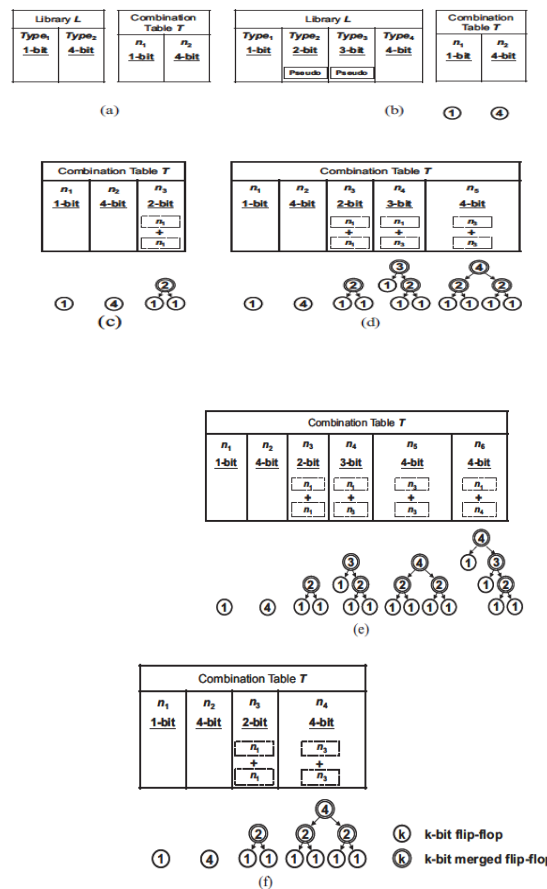 Library L
Type1 Type2
1-bit 4-bit
Combination
Table T
n1 n2
1-bit 4-bit
(a)
Library L
Type1 Type2 Type3 Type4
1-bit 2-bit 3-bit 4-bit
Pseudo Pseudo
Combination
Table T
n1 n2
1-bit 4-bit
(b)
1 4
Combination Table T
n1 n2 n3
1-bit 4-bit 2-bit
n1
+
n1
2
1 4 1 1
(c)
Combination Table T
n1 n2 n3 n4 n5
1-bit 4-bit 2-bit 3-bit 4-bit
n1 n1 n3
+ + +
n1 n3 n3
3 4
2 1 2 2 2
1 4 1 1 1 1 1 1 1 1
(d)
Combination Table T
n1 n2 n3 n4 n5 n6
1-bit 4-bit 2-bit 3-bit 4-bit 4-bit
n1 n1 n3 n1
+ + + +
n1 n3 n3 n4
4
3 4 1 3
2 1 2 2 2 1 2
1 4 1 1 1 1 1 1 1 1 1 1
(e)
Combination Table T
n1 n2 n3 n4
1-bit 4-bit 2-bit 4-bit
n1 n3
+ +
n1 n3
4
2 2 2
1 4 1 1 1 1 1 1
(f)
k k-bit flip-flop
k k-bit merged flip-flop